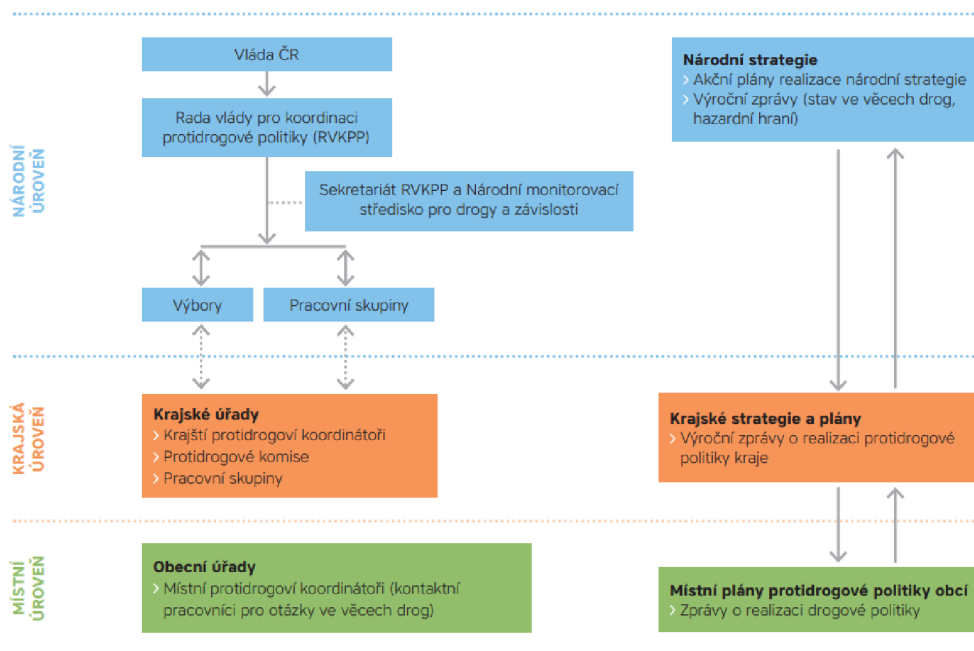 NÁRODNÍ
ÚROVEŇ
Vláda ČR
Rada vlády pro koordinaci
protidrogové politiky (RVKPP)
Sekretariát RVKPP a Národní monitorovací
středisko pro drogy a závislosti
Výbory
Pracovní skupiny
Národní strategie
> Akční plány realizace národní strategie
> Výroční zprávy (stav ve věcech drog,
hazardní hraní)
KRAJSKÁ
ÚROVEŇ
Krajské úřady
> Krajští protidrogoví koordinátoři
> Protidrogové komise
> Pracovní skupiny
Krajské strategie a plány
> Výroční zprávy o realizaci protidrogové
politiky kraje
MÍSTNÍ
ÚROVEŇ
Obecní úřady
> Místní protidrogoví koordinátoři (kontaktní
pracovníci pro otázky ve věcech drog)
Místní plány protidrogové politiky obcí
> Zprávy o realizaci drogové politiky